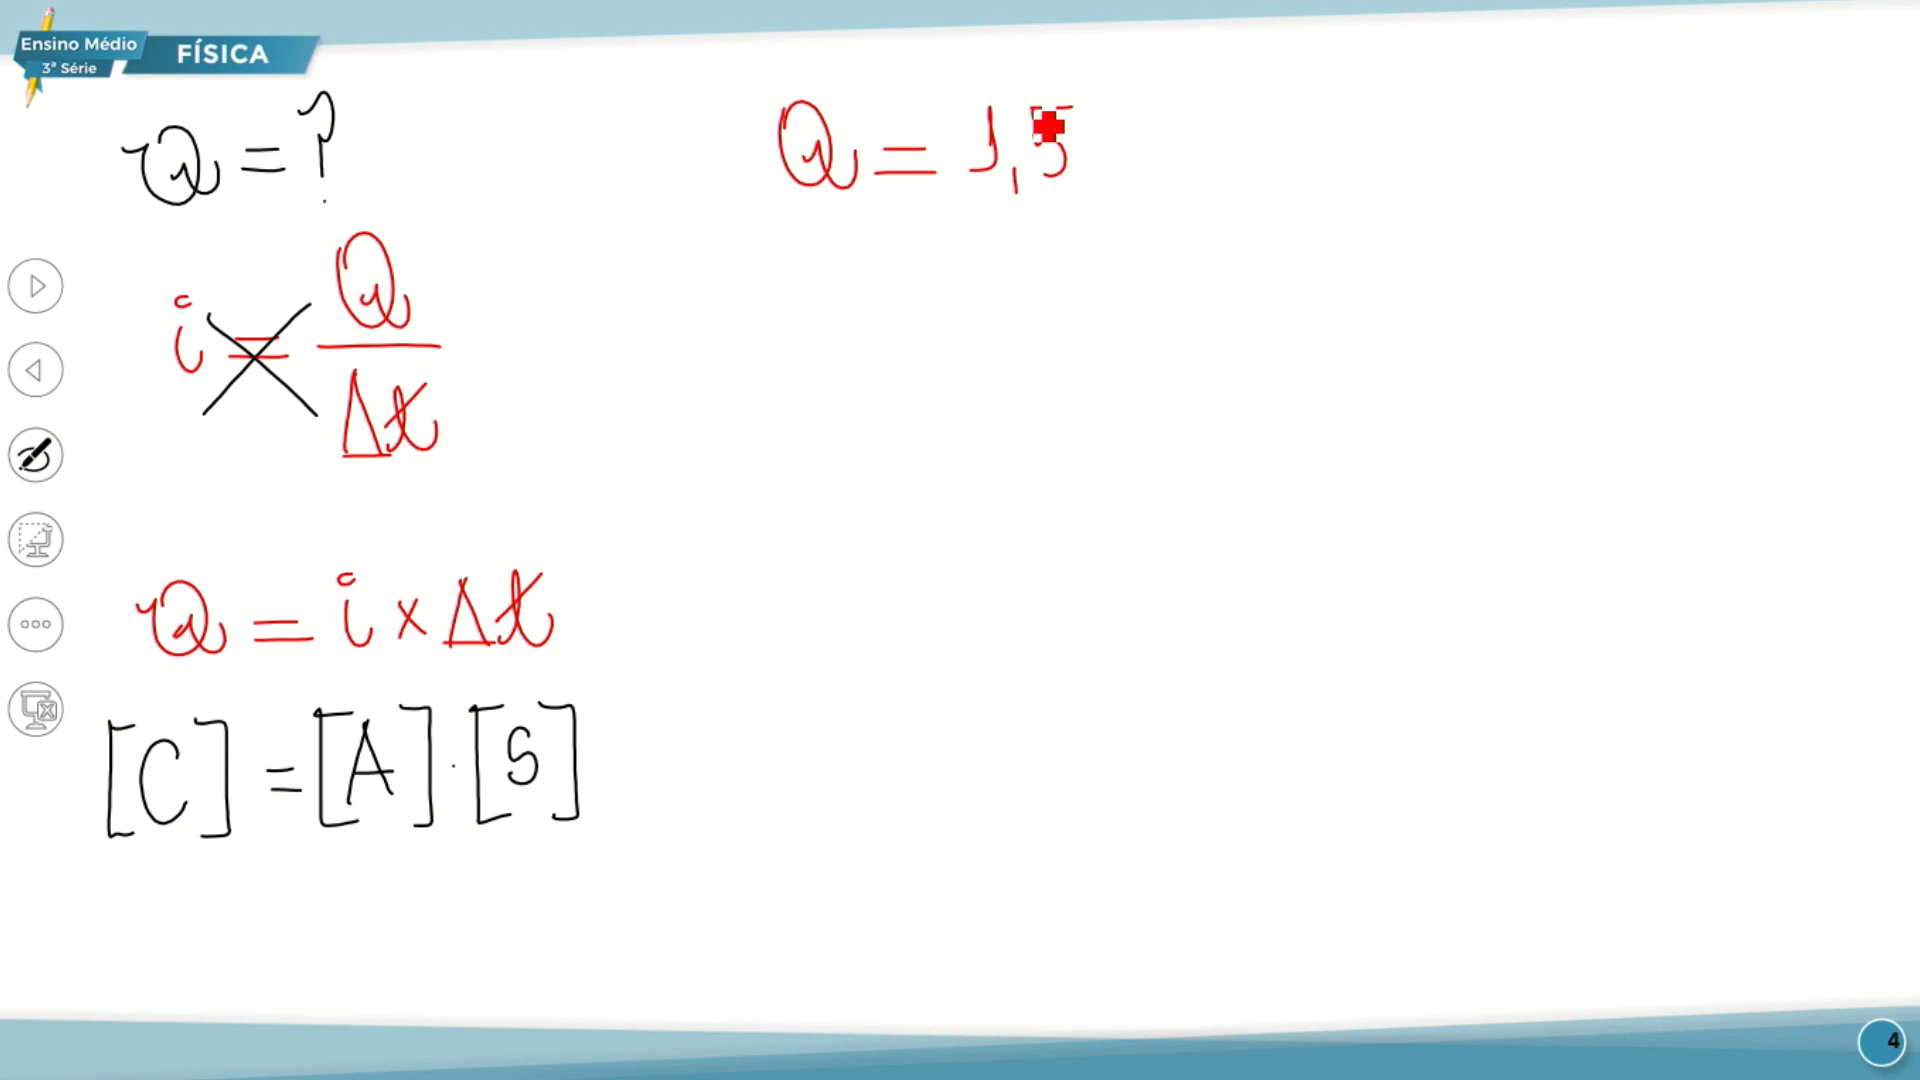 Ensino Médio
3ª Série
FÍSICA
Q = ?
i = Q / Δt
Q = i x Δt
[C] = [A] · [S]
Q = 1,5
4